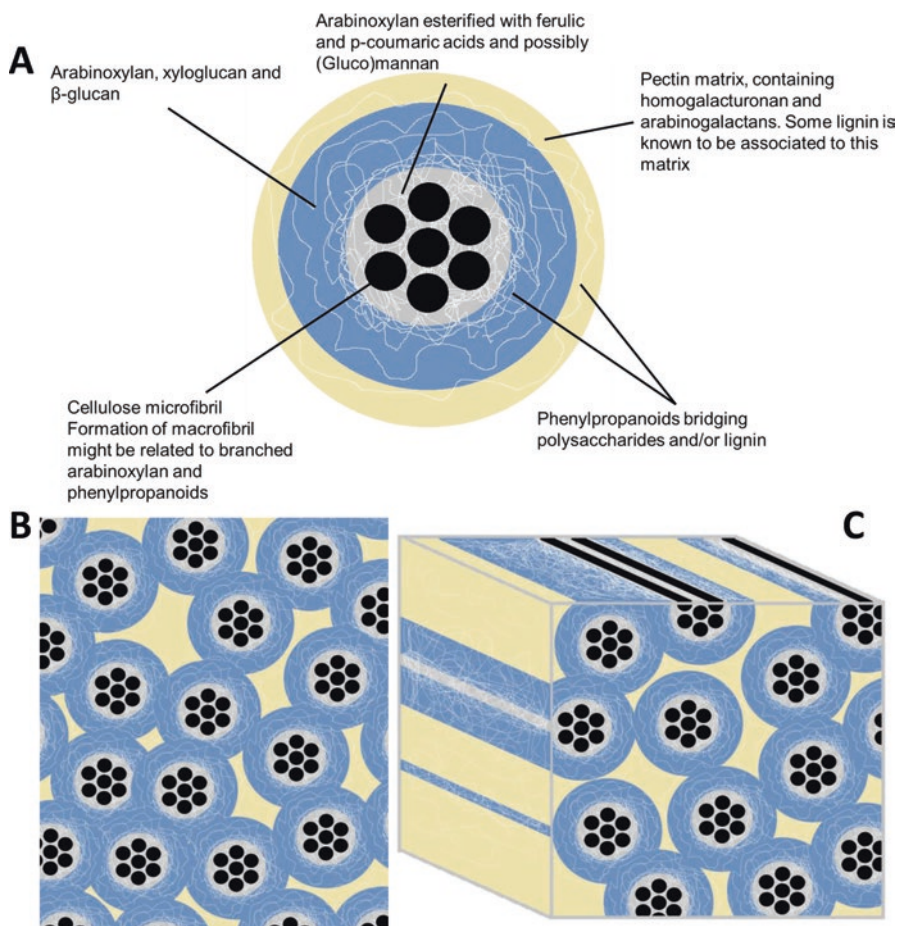 A
Arabinoxylan esterified with ferulic
and p-coumaric acids and possibly
(Gluco)mannan
Arabinoxylan, xyloglucan and
β-glucan
Pectin matrix, containing
homogalacturonan and
arabinogalactans. Some lignin is
known to be associated to this
matrix
Cellulose microfibril
Formation of macrofibril
might be related to branched
arabinoxylan and
phenylpropanoids
Phenylpropanoids bridging
polysaccharides and/or lignin
B
C